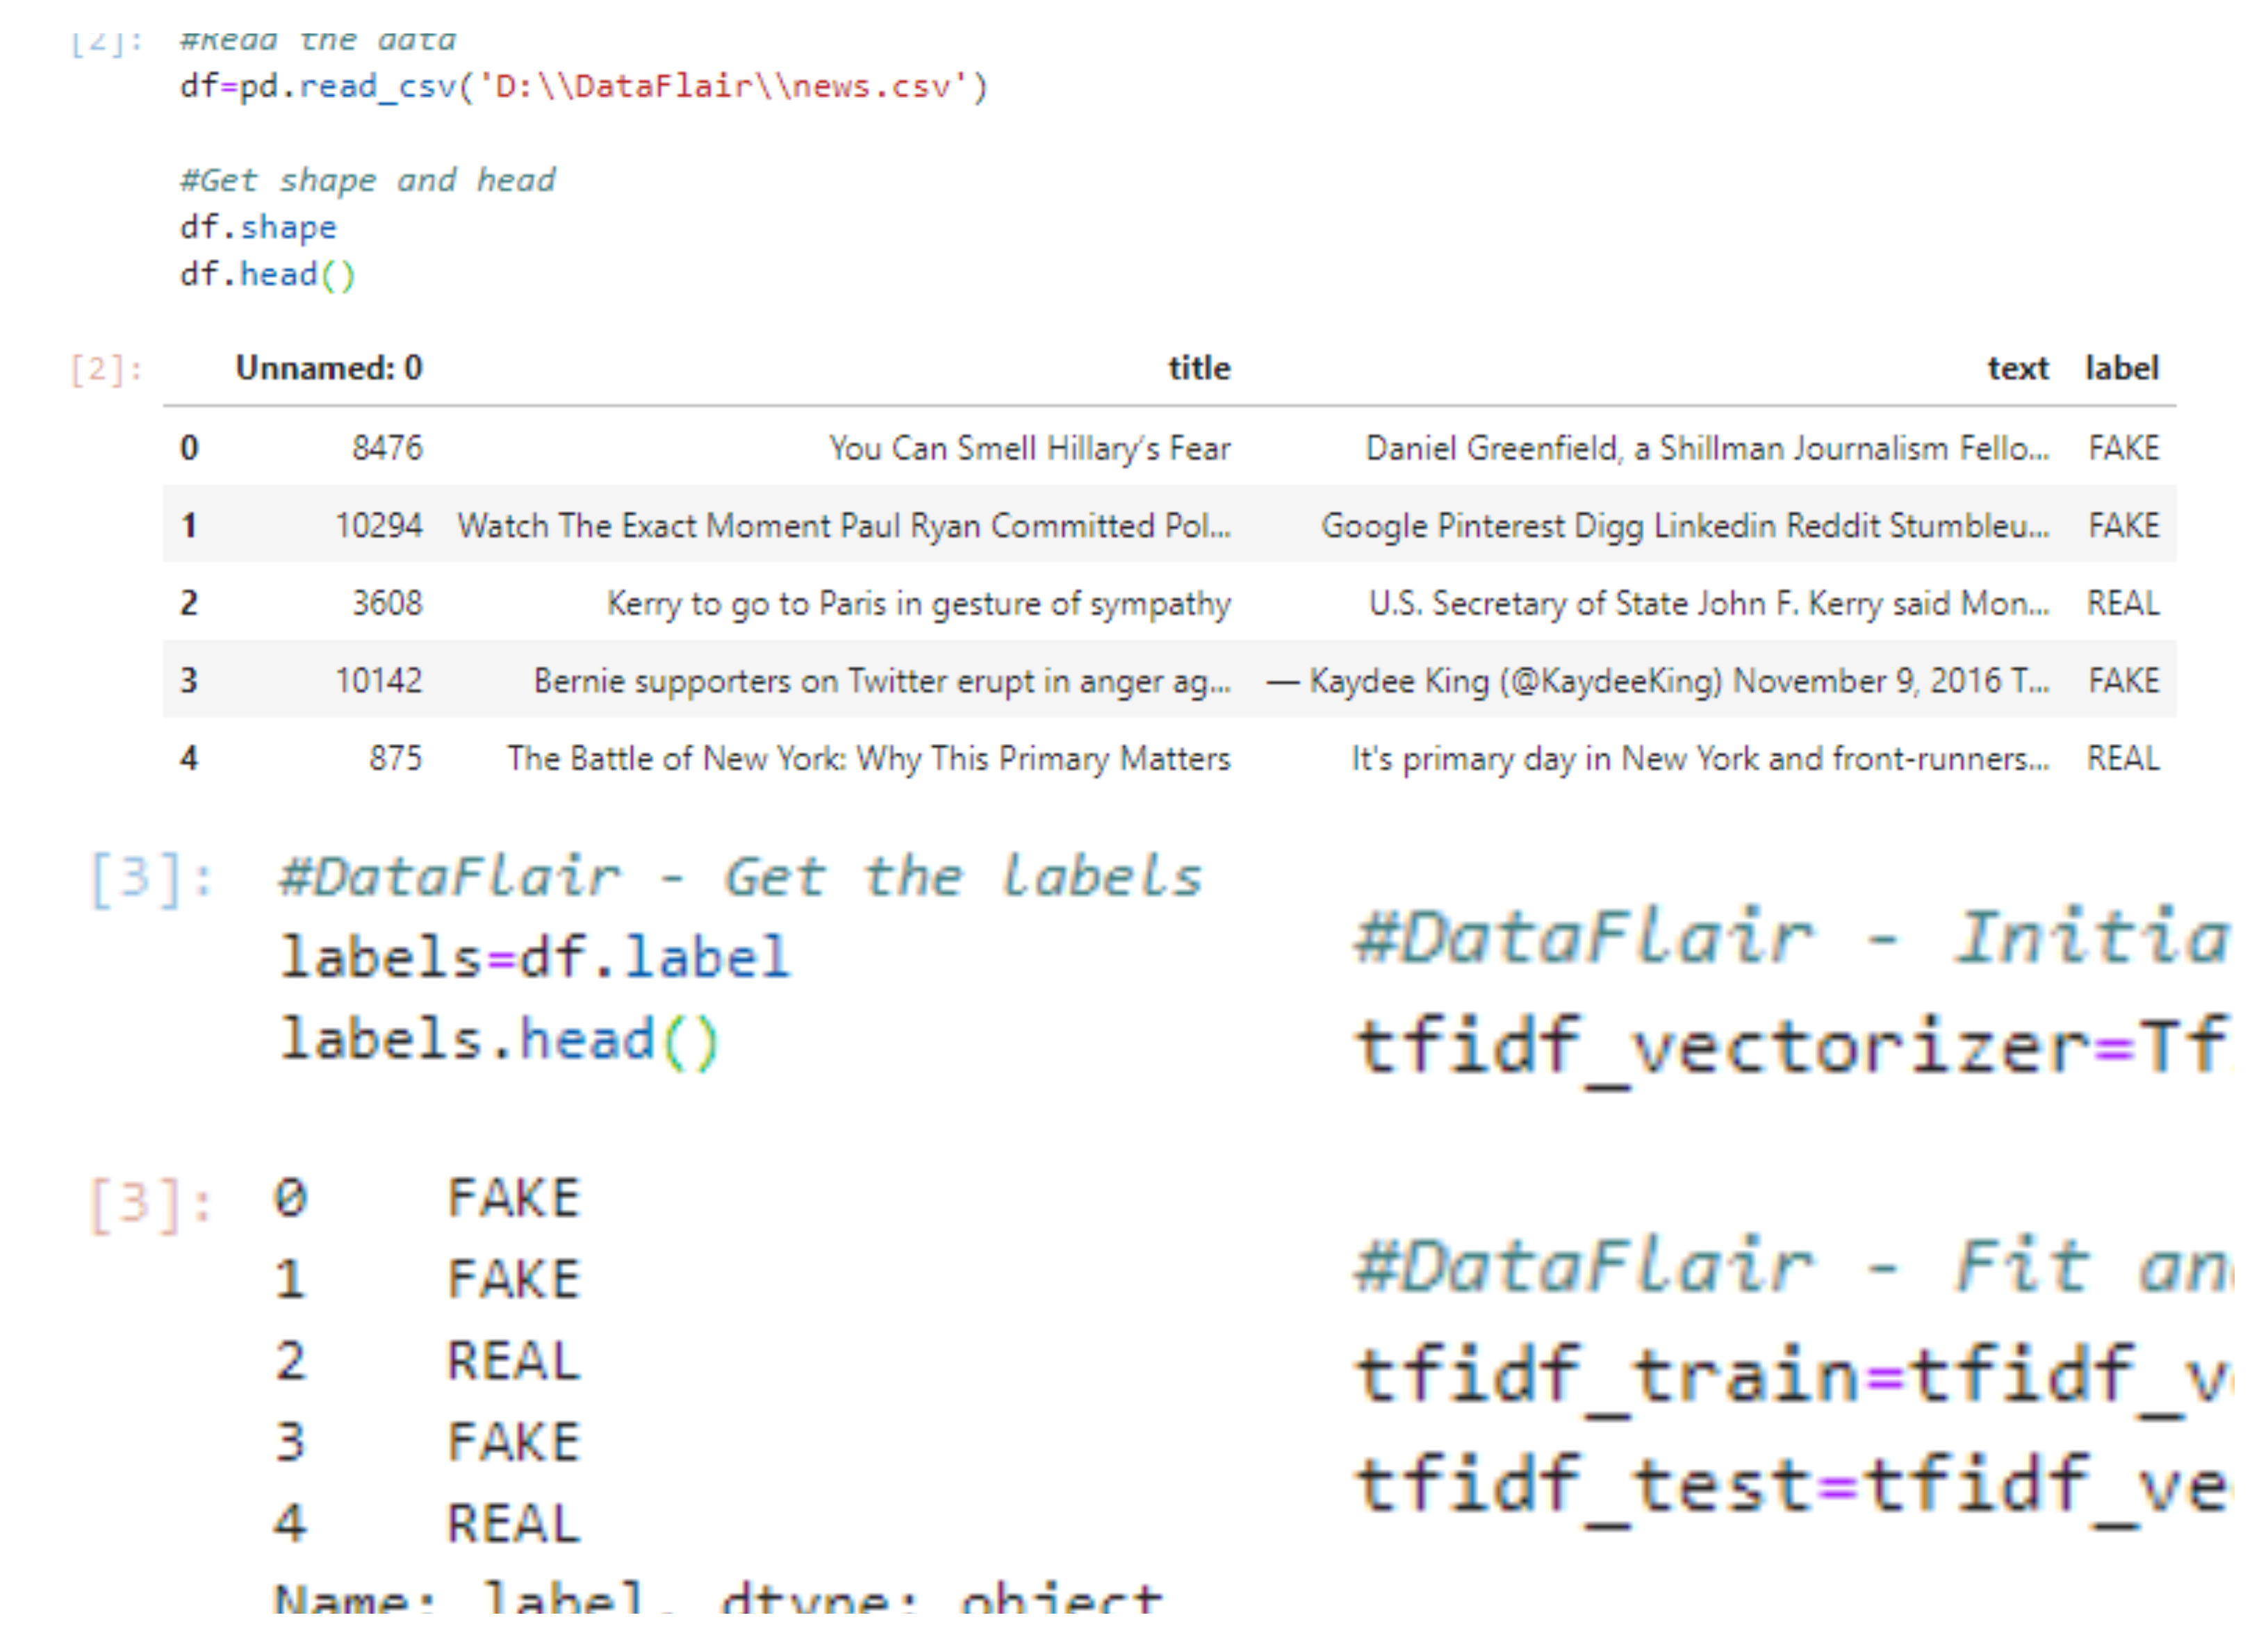 [2]: #Read the data
df=pd.read_csv('D:\\DataFlair\\news.csv')
#Get shape and head
df.shape
df.head()
[2]: Unnamed: 0 title text label
0 8476 You Can Smell Hillary’s Fear Daniel Greenfield, a Shillman Journalism Fello... FAKE
1 10294 Watch The Exact Moment Paul Ryan Committed Pol... Google Pinterest Digg Linkedin Reddit Stumbleu... FAKE
2 3608 Kerry to go to Paris in gesture of sympathy U.S. Secretary of State John F. Kerry said Mon... REAL
3 10142 Bernie supporters on Twitter erupt in anger ag... — Kaydee King (@KaydeeKing) November 9, 2016 T... FAKE
4 875 The Battle of New York: Why This Primary Matters It's primary day in New York and front-runners... REAL
[3]: #DataFlair - Get the labels
labels=df.label
labels.head()
[3]: 0 FAKE
1 FAKE
2 REAL
3 FAKE
4 REAL
Name: label, dtype: object
#DataFlair - Initia
tfidf_vectorizer=Tf
#DataFlair - Fit an
tfidf_train=tfidf_v
tfidf_test=tfidf_ve